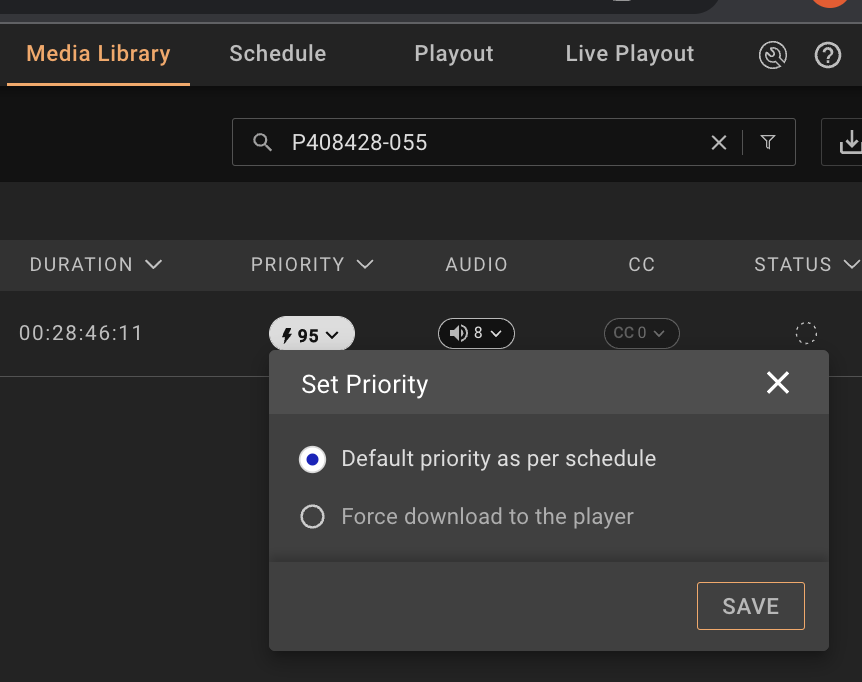 Media Library Schedule Playout Live Playout
P408428-055
DURATION PRIORITY AUDIO CC STATUS
00:28:46:11 95 8 CC 0
Set Priority
Default priority as per schedule
Force download to the player
SAVE